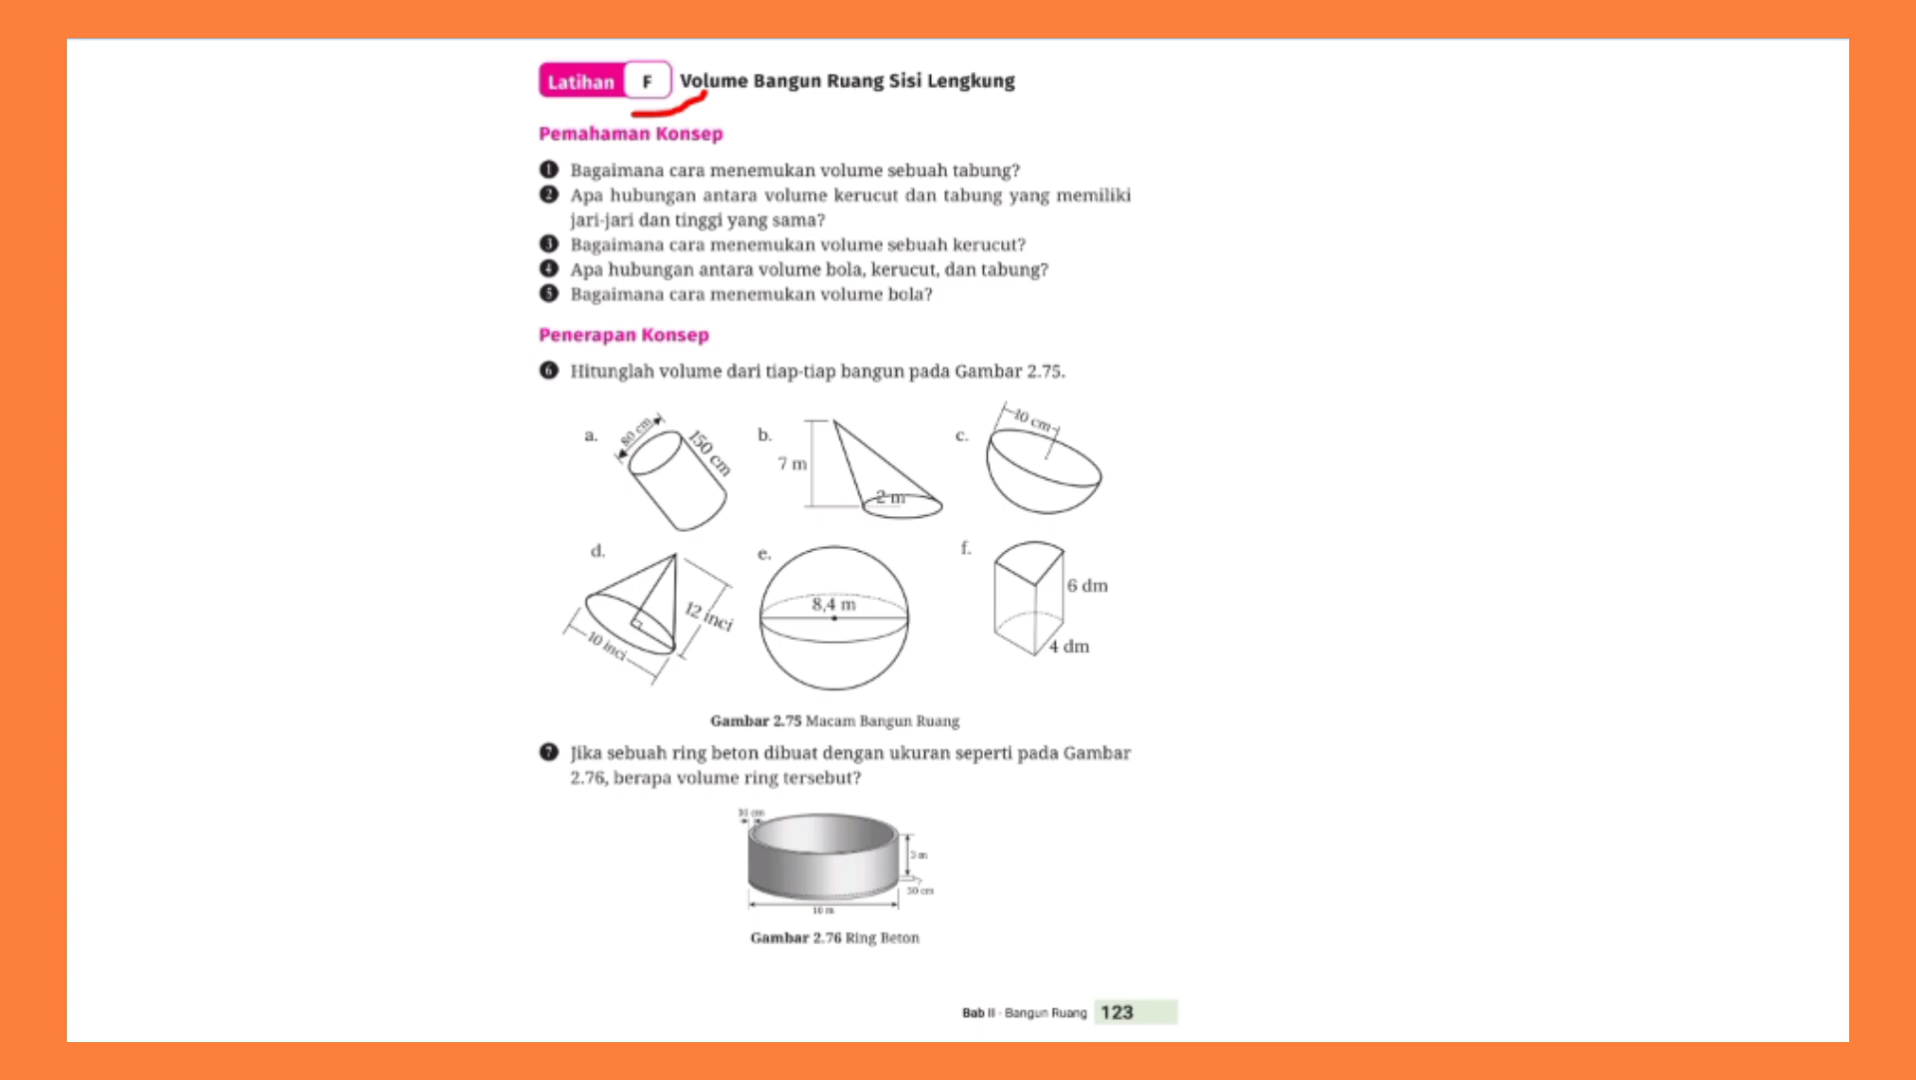 Latihan F Volume Bangun Ruang Sisi Lengkung
Pemahaman Konsep
1 Bagaimana cara menemukan volume sebuah tabung?
2 Apa hubungan antara volume kerucut dan tabung yang memiliki
jari-jari dan tinggi yang sama?
3 Bagaimana cara menemukan volume sebuah kerucut?
4 Apa hubungan antara volume bola, kerucut, dan tabung?
5 Bagaimana cara menemukan volume bola?
Penerapan Konsep
6 Hitunglah volume dari tiap-tiap bangun pada Gambar 2.75.
a. 80 cm 150 cm
b. 7 m 2 m
c. 10 cm
d. 10 inci 12 inci
e. 8,4 m
f. 6 dm 4 dm
Gambar 2.75 Macam Bangun Ruang
7 Jika sebuah ring beton dibuat dengan ukuran seperti pada Gambar
2.76, berapa volume ring tersebut?
3 m
30 cm
10 m
Gambar 2.76 Ring Beton
Bab II - Bangun Ruang 123